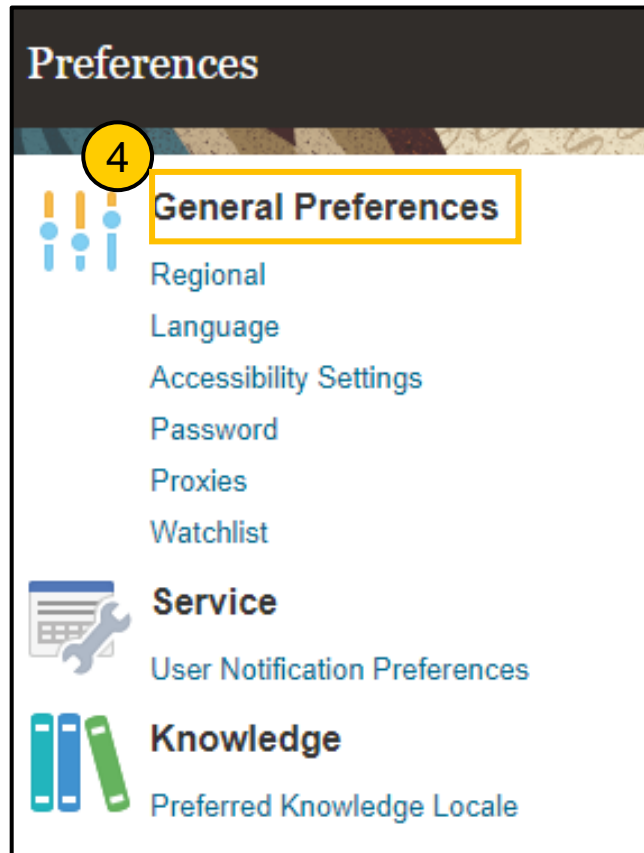 Preferences
4
General Preferences
Regional
Language
Accessibility Settings
Password
Proxies
Watchlist
Service
User Notification Preferences
Knowledge
Preferred Knowledge Locale